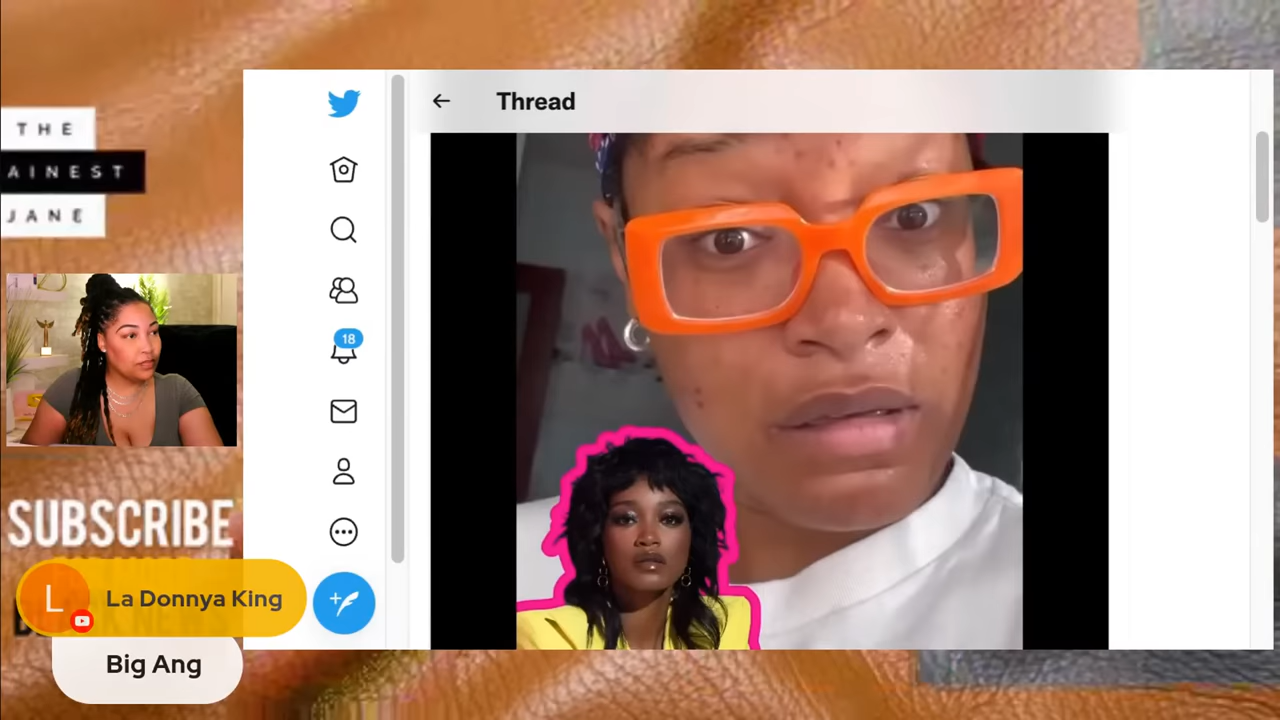 THE
AINEST
JANE
Thread
18
SUBSCRIBE
L
La Donnya King
Big Ang